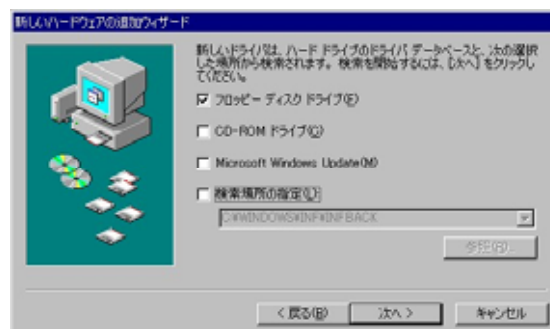 新しいハードウェアの追加ウィザード
新しいドライバは、ハード ドライブのドライバ データベースと、次の選択
した場所から検索されます。検索を開始するには、[次へ] をクリックし
てください。
フロッピー ディスク ドライブ(F)
CD-ROM ドライブ(C)
Microsoft Windows Update(M)
検索場所の指定(L):
C:¥WINDOWS¥INF¥INFBACK
参照(R)...
< 戻る(B)
次へ >
キャンセル